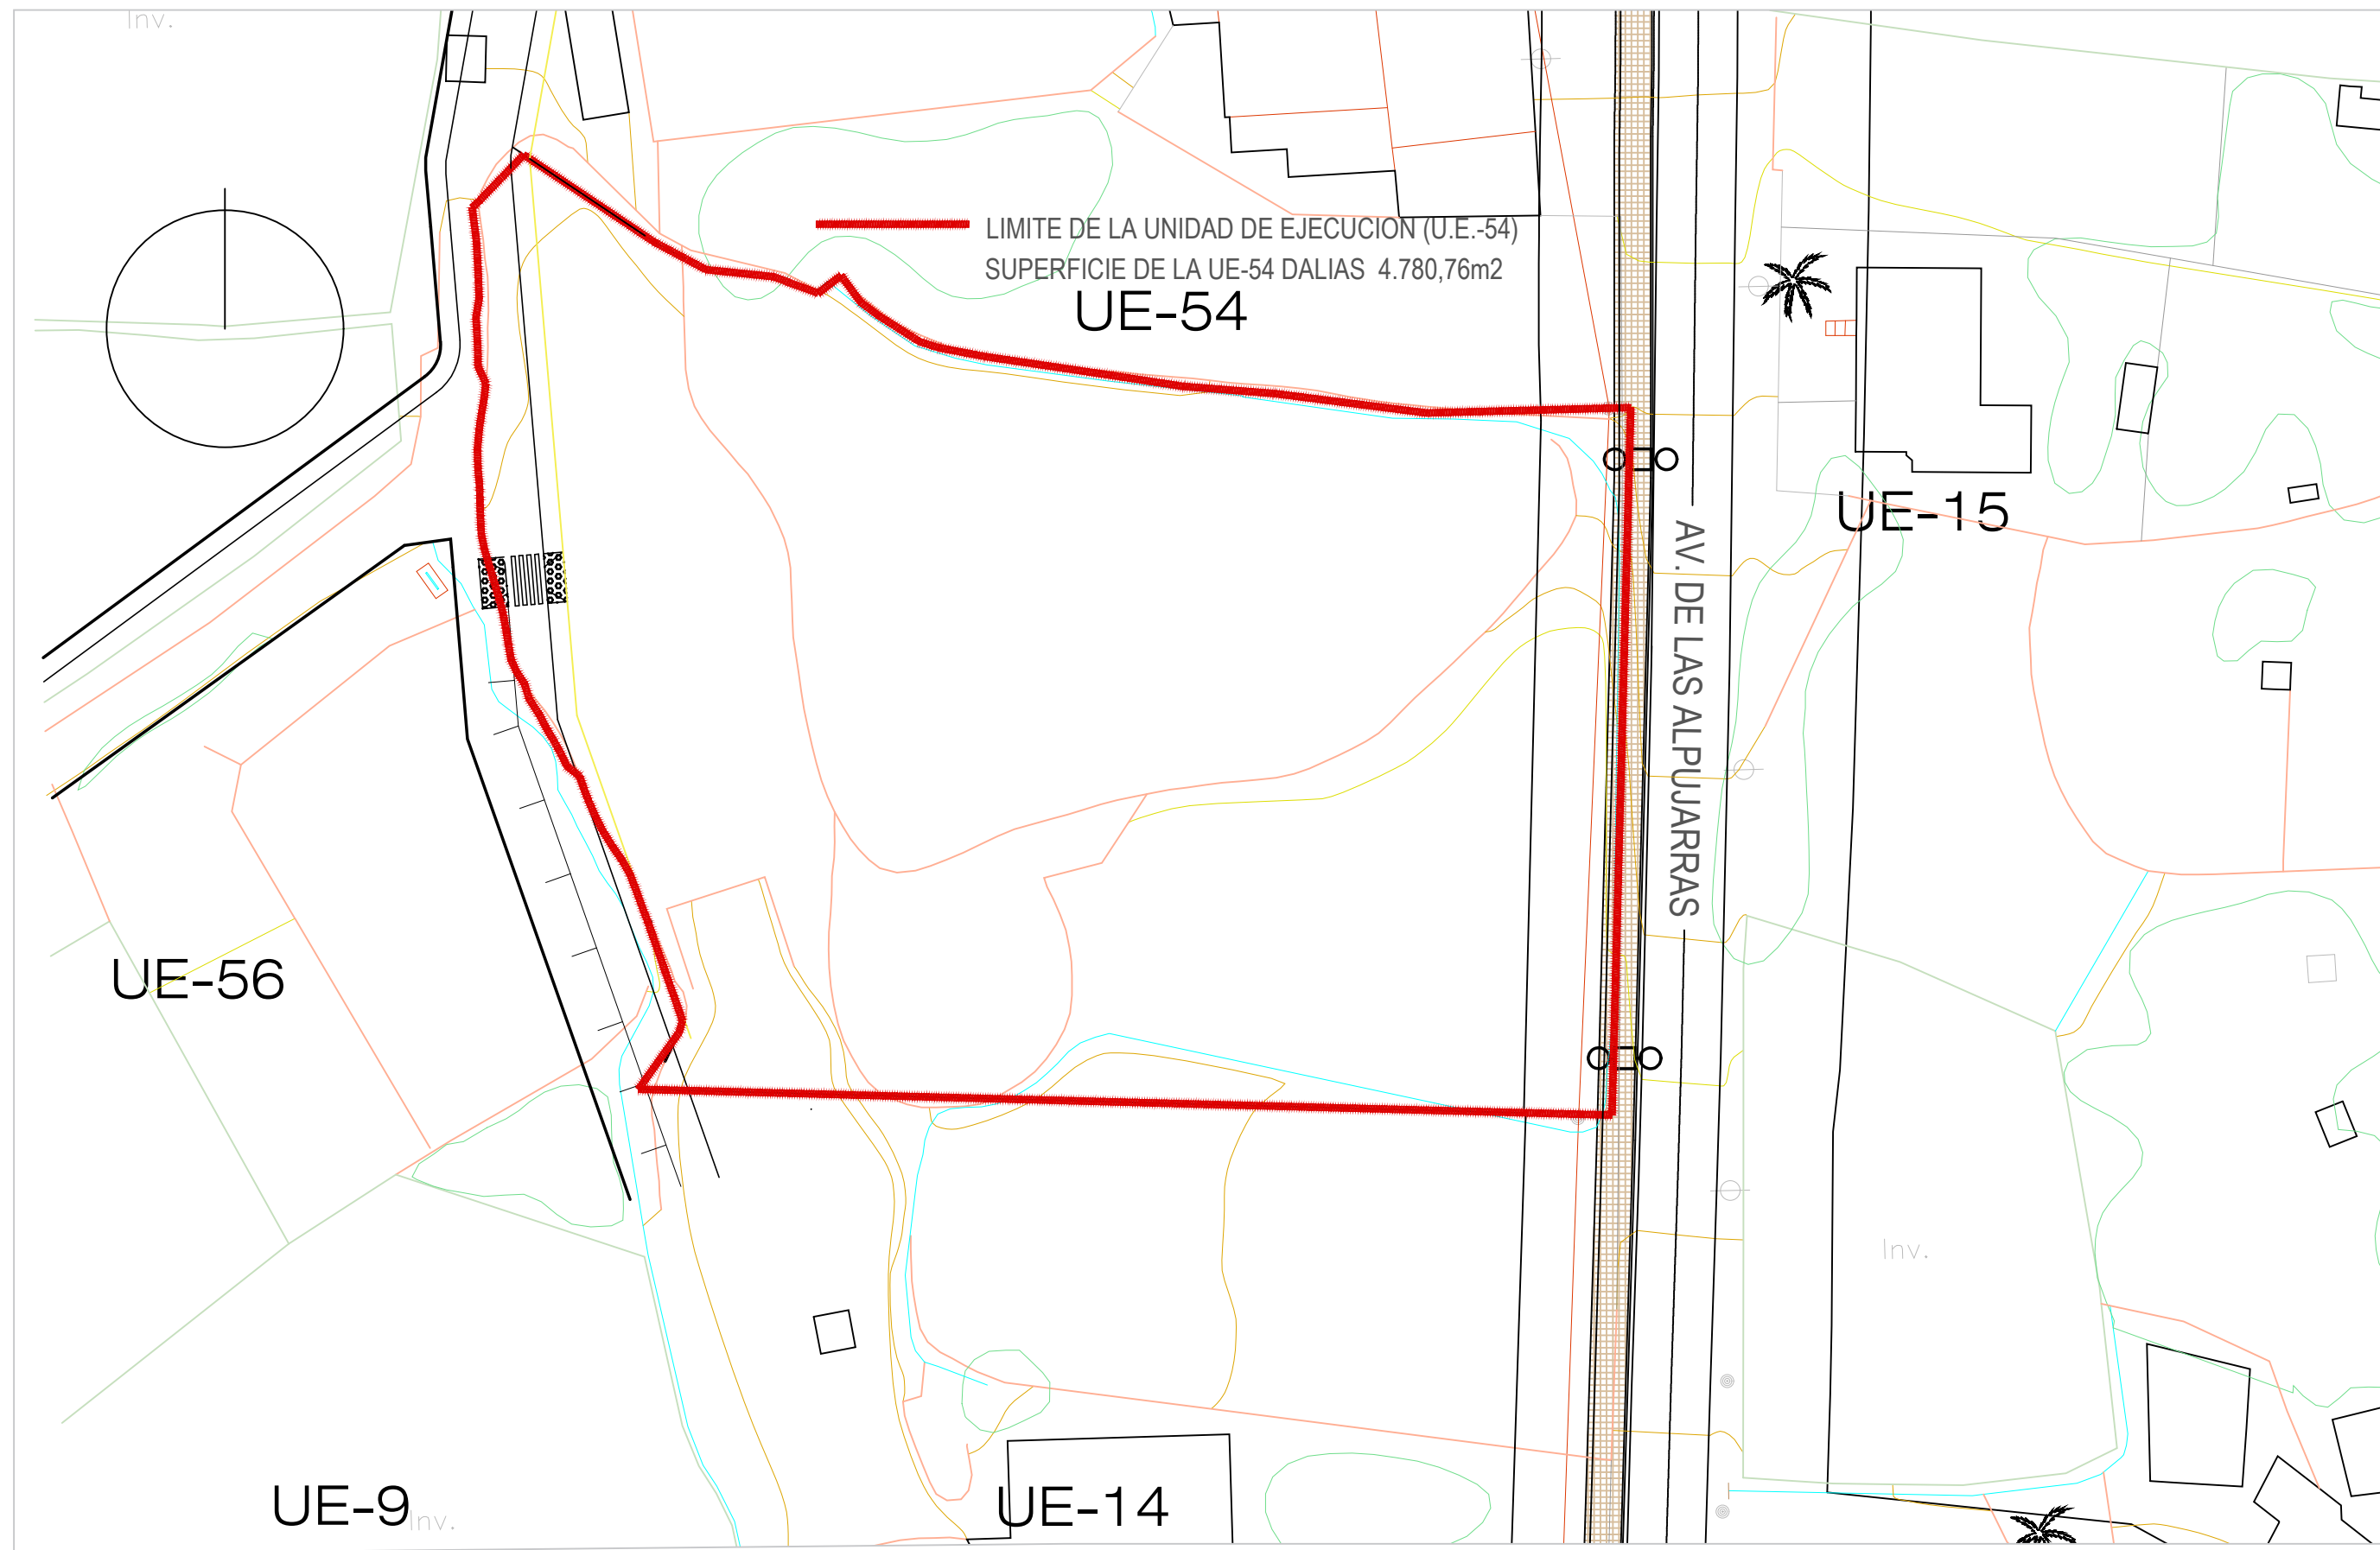 Inv.
LIMITE DE LA UNIDAD DE EJECUCION (U.E.-54)
SUPERFICIE DE LA UE-54 DALIAS 4.780,76m2
UE-54
UE-15
AV. DE LAS ALPUJARRAS
UE-56
Inv.
UE-9
Inv.
UE-14